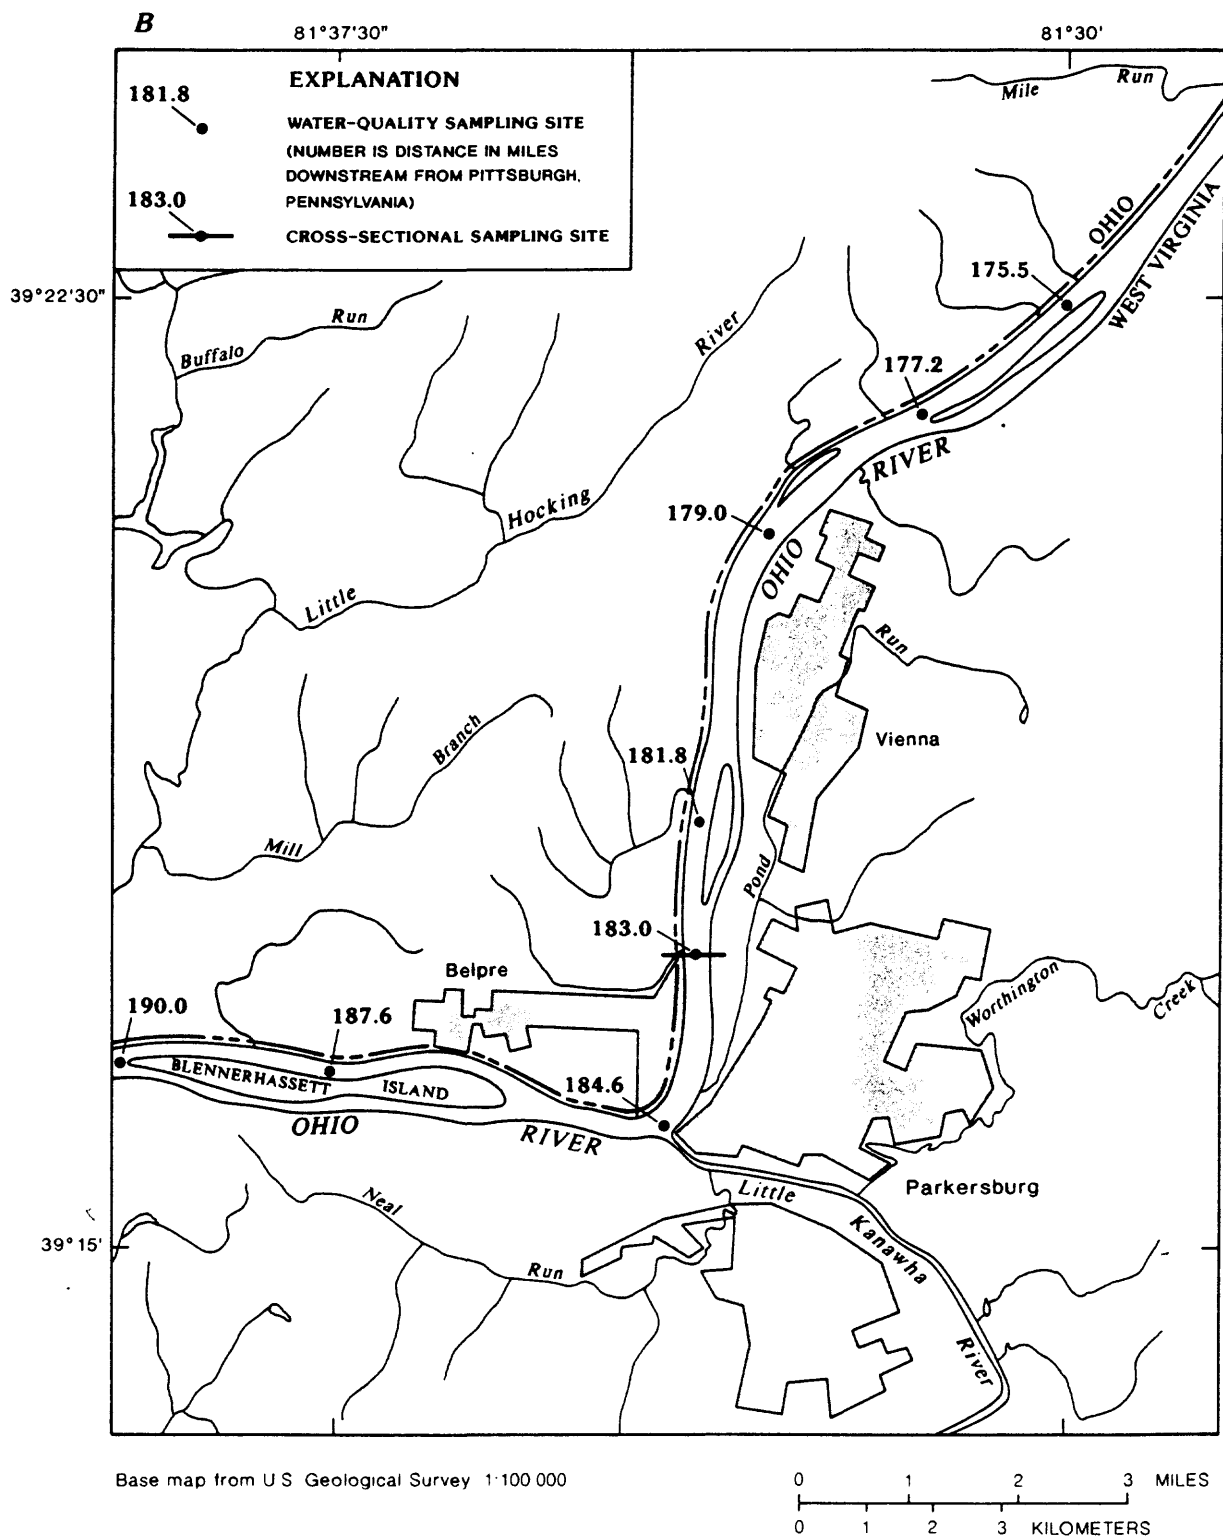 B
81°37'30" 81°30'
EXPLANATION
181.8
WATER-QUALITY SAMPLING SITE
(NUMBER IS DISTANCE IN MILES
DOWNSTREAM FROM PITTSBURGH,
PENNSYLVANIA)
183.0
CROSS-SECTIONAL SAMPLING SITE
Mile Run
OHIO
WEST VIRGINIA
175.5
39°22'30"
Buffalo Run
River
177.2
RIVER
Hocking
179.0
OHIO
Little
Run
Branch
Vienna
181.8
Mill
Pond
183.0
Belpre
Worthington
Creek
190.0
187.6
BLENNERHASSETT ISLAND
184.6
OHIO RIVER
Parkersburg
Little
Neal
Kanawha
39°15'
Run
River
Base map from U S Geological Survey 1:100 000
0 1 2 3 MILES
0 1 2 3 KILOMETERS